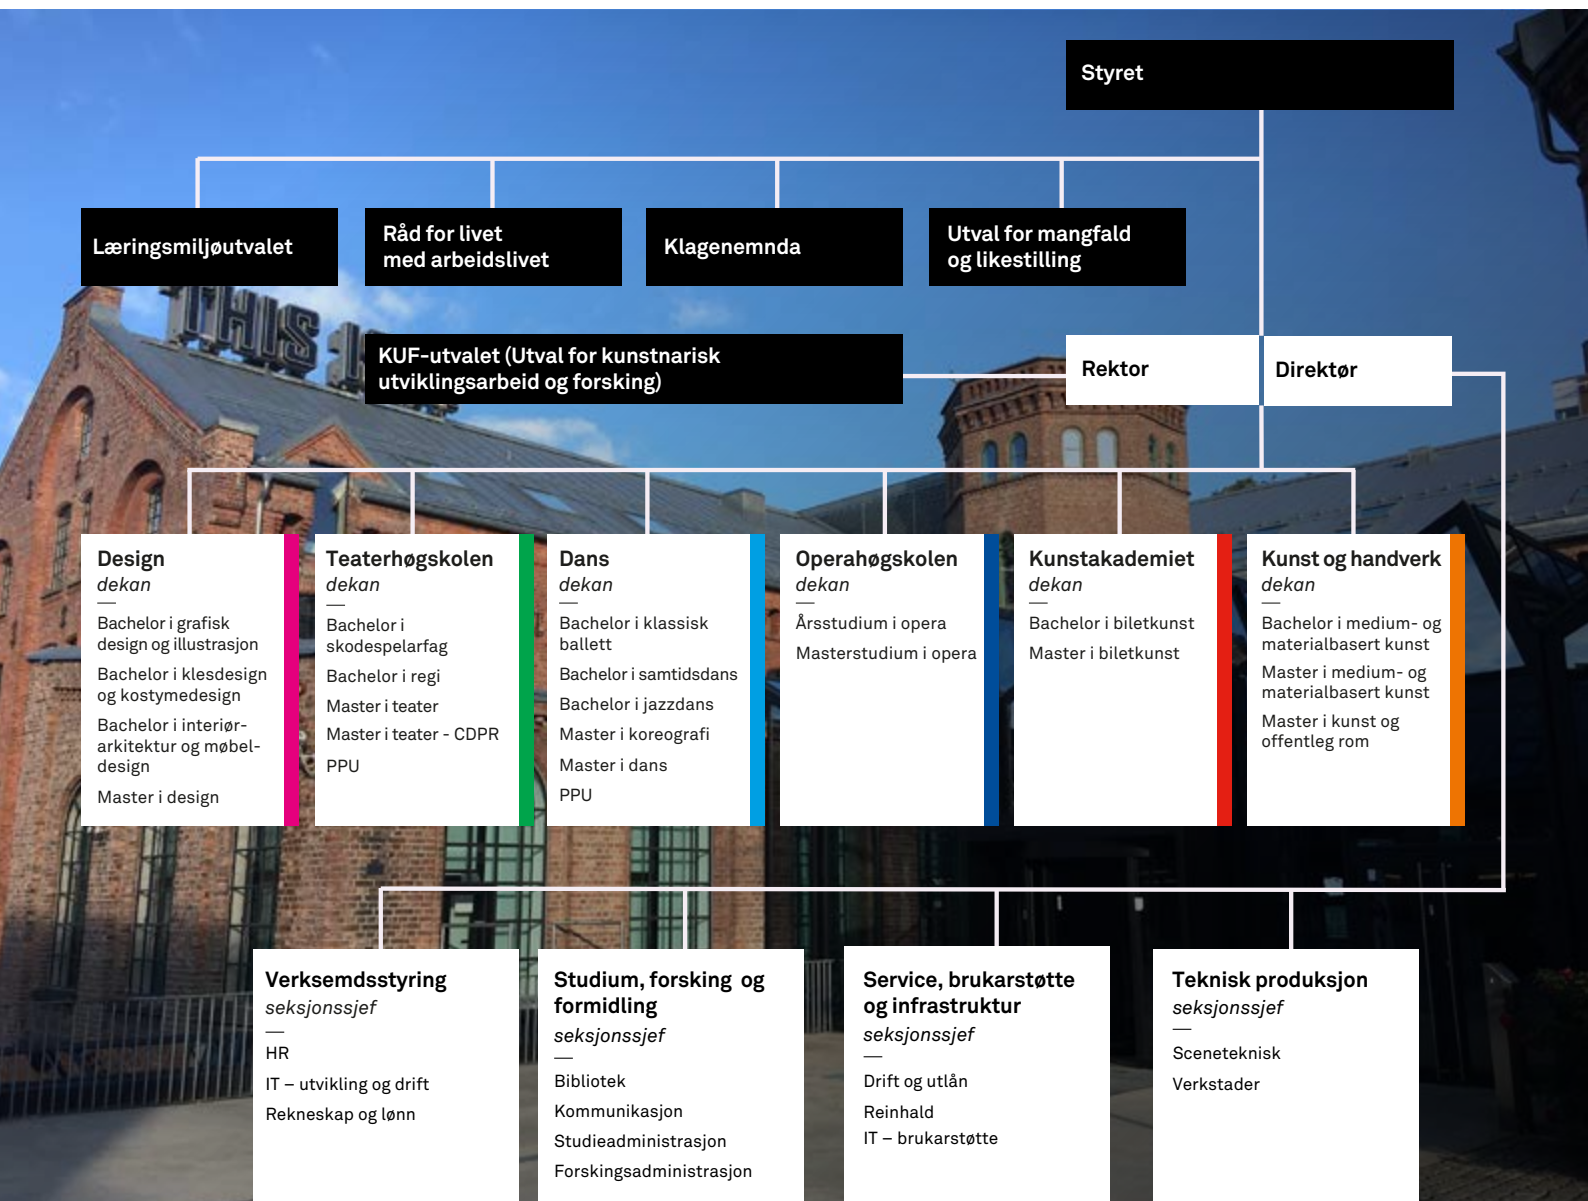 Styret
Læringsmiljøutvalet
Råd for livet
med arbeidslivet
Klagenemnda
Utval for mangfald
og likestilling
THIS
KUF-utvalet (Utval for kunstnarisk
utviklingsarbeid og forsking)
Rektor
Direktør
Design
dekan
—
Bachelor i grafisk
design og illustrasjon
Bachelor i klesdesign
og kostymedesign
Bachelor i interiør-
arkitektur og møbel-
design
Master i design
Teaterhøgskolen
dekan
—
Bachelor i
skodespelarfag
Bachelor i regi
Master i teater
Master i teater - CDPR
PPU
Dans
dekan
—
Bachelor i klassisk
ballett
Bachelor i samtidsdans
Bachelor i jazzdans
Master i koreografi
Master i dans
PPU
Operahøgskolen
dekan
—
Årsstudium i opera
Masterstudium i opera
Kunstakademiet
dekan
—
Bachelor i biletkunst
Master i biletkunst
Kunst og handverk
dekan
—
Bachelor i medium- og
materialbasert kunst
Master i medium- og
materialbasert kunst
Master i kunst og
offentleg rom
Verksemdsstyring
seksjonssjef
—
HR
IT – utvikling og drift
Rekneskap og lønn
Studium, forsking og
formidling
seksjonssjef
—
Bibliotek
Kommunikasjon
Studieadministrasjon
Forskingsadministrasjon
Service, brukarstøtte
og infrastruktur
seksjonssjef
—
Drift og utlån
Reinhald
IT – brukarstøtte
Teknisk produksjon
seksjonssjef
—
Sceneteknisk
Verkstader